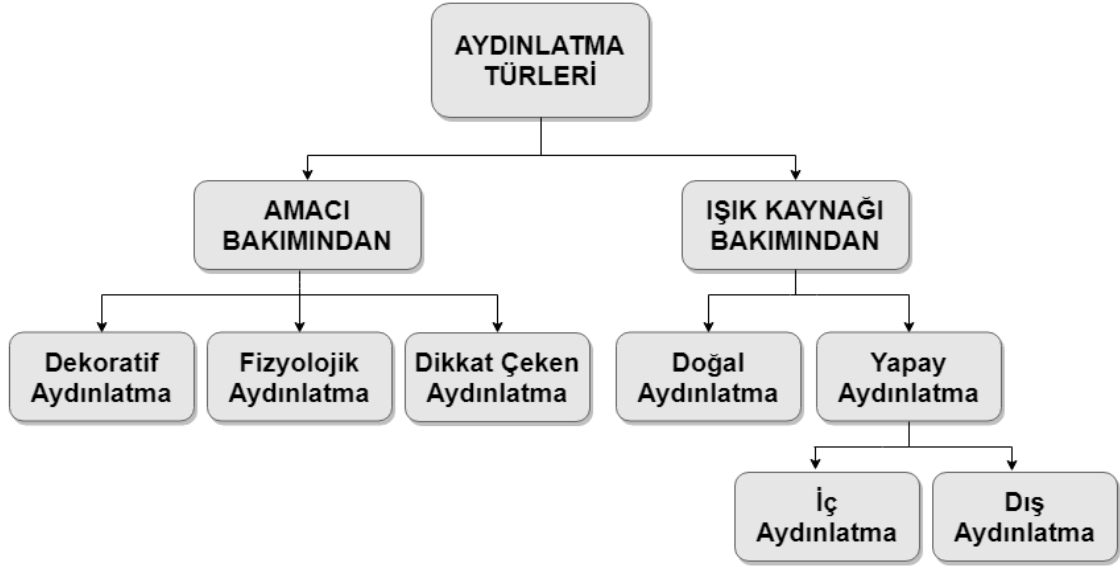 AYDINLATMA
TÜRLERİ
AMACI
BAKIMINDAN
IŞIK KAYNAĞI
BAKIMINDAN
Dekoratif
Aydınlatma
Fizyolojik
Aydınlatma
Dikkat Çeken
Aydınlatma
Doğal
Aydınlatma
Yapay
Aydınlatma
İç
Aydınlatma
Dış
Aydınlatma